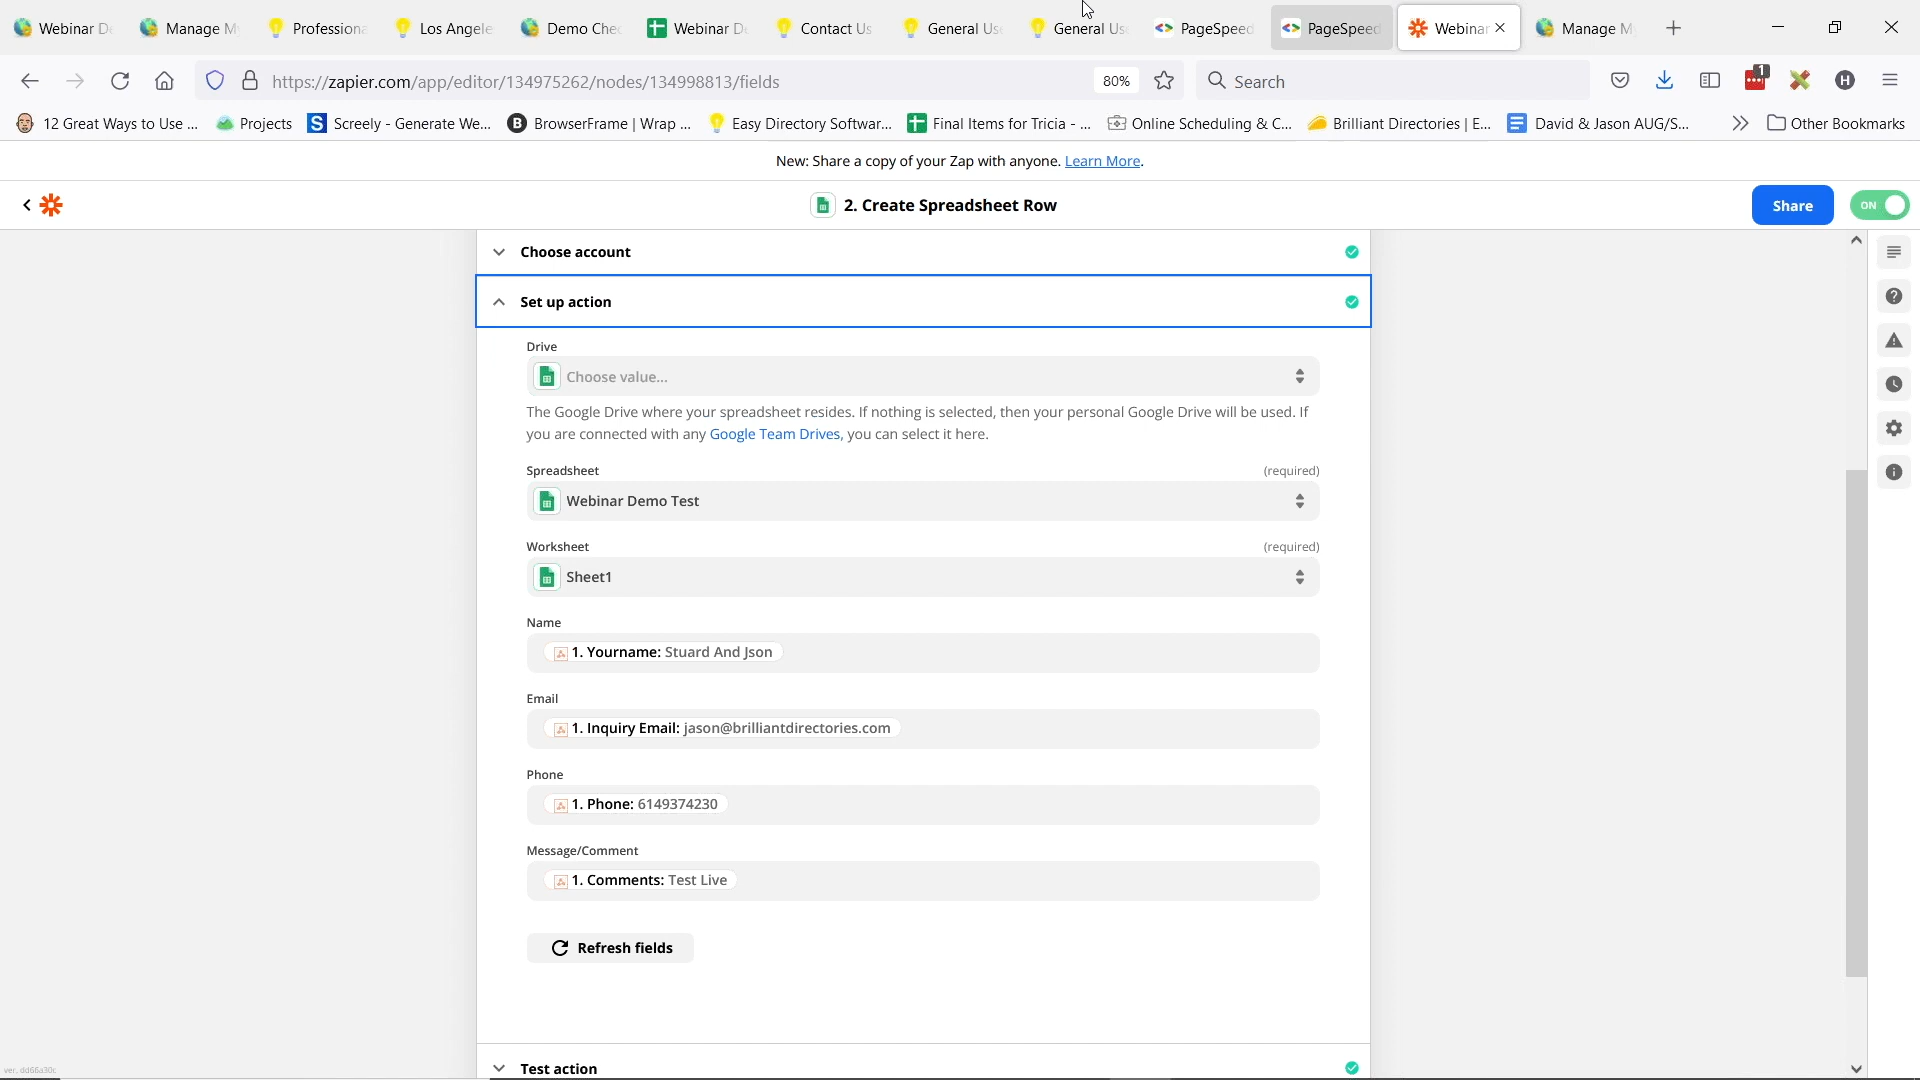 Webinar De
Manage M
Professiona
Los Angele
Demo Chec
Webinar De
Contact Us
General Us
General Us
PageSpeed
PageSpeed
Webinar
Manage M
https://zapier.com/app/editor/134975262/nodes/134998813/fields
80%
Search
1
H
12 Great Ways to Use ...
Projects
S Screely - Generate We...
B BrowserFrame | Wrap ...
Easy Directory Softwar...
Final Items for Tricia - ...
Online Scheduling & C...
Brilliant Directories | E...
David & Jason AUG/S...
Other Bookmarks
New: Share a copy of your Zap with anyone. Learn More.
2. Create Spreadsheet Row
Share
ON
Choose account
Set up action
Drive
Choose value...
The Google Drive where your spreadsheet resides. If nothing is selected, then your personal Google Drive will be used. If
you are connected with any Google Team Drives, you can select it here.
Spreadsheet (required)
Webinar Demo Test
Worksheet (required)
Sheet1
Name
1. Yourname: Stuard And Json
Email
1. Inquiry Email: jason@brilliantdirectories.com
Phone
1. Phone: 6149374230
Message/Comment
1. Comments: Test Live
Refresh fields
Test action
ver. dd66a30c